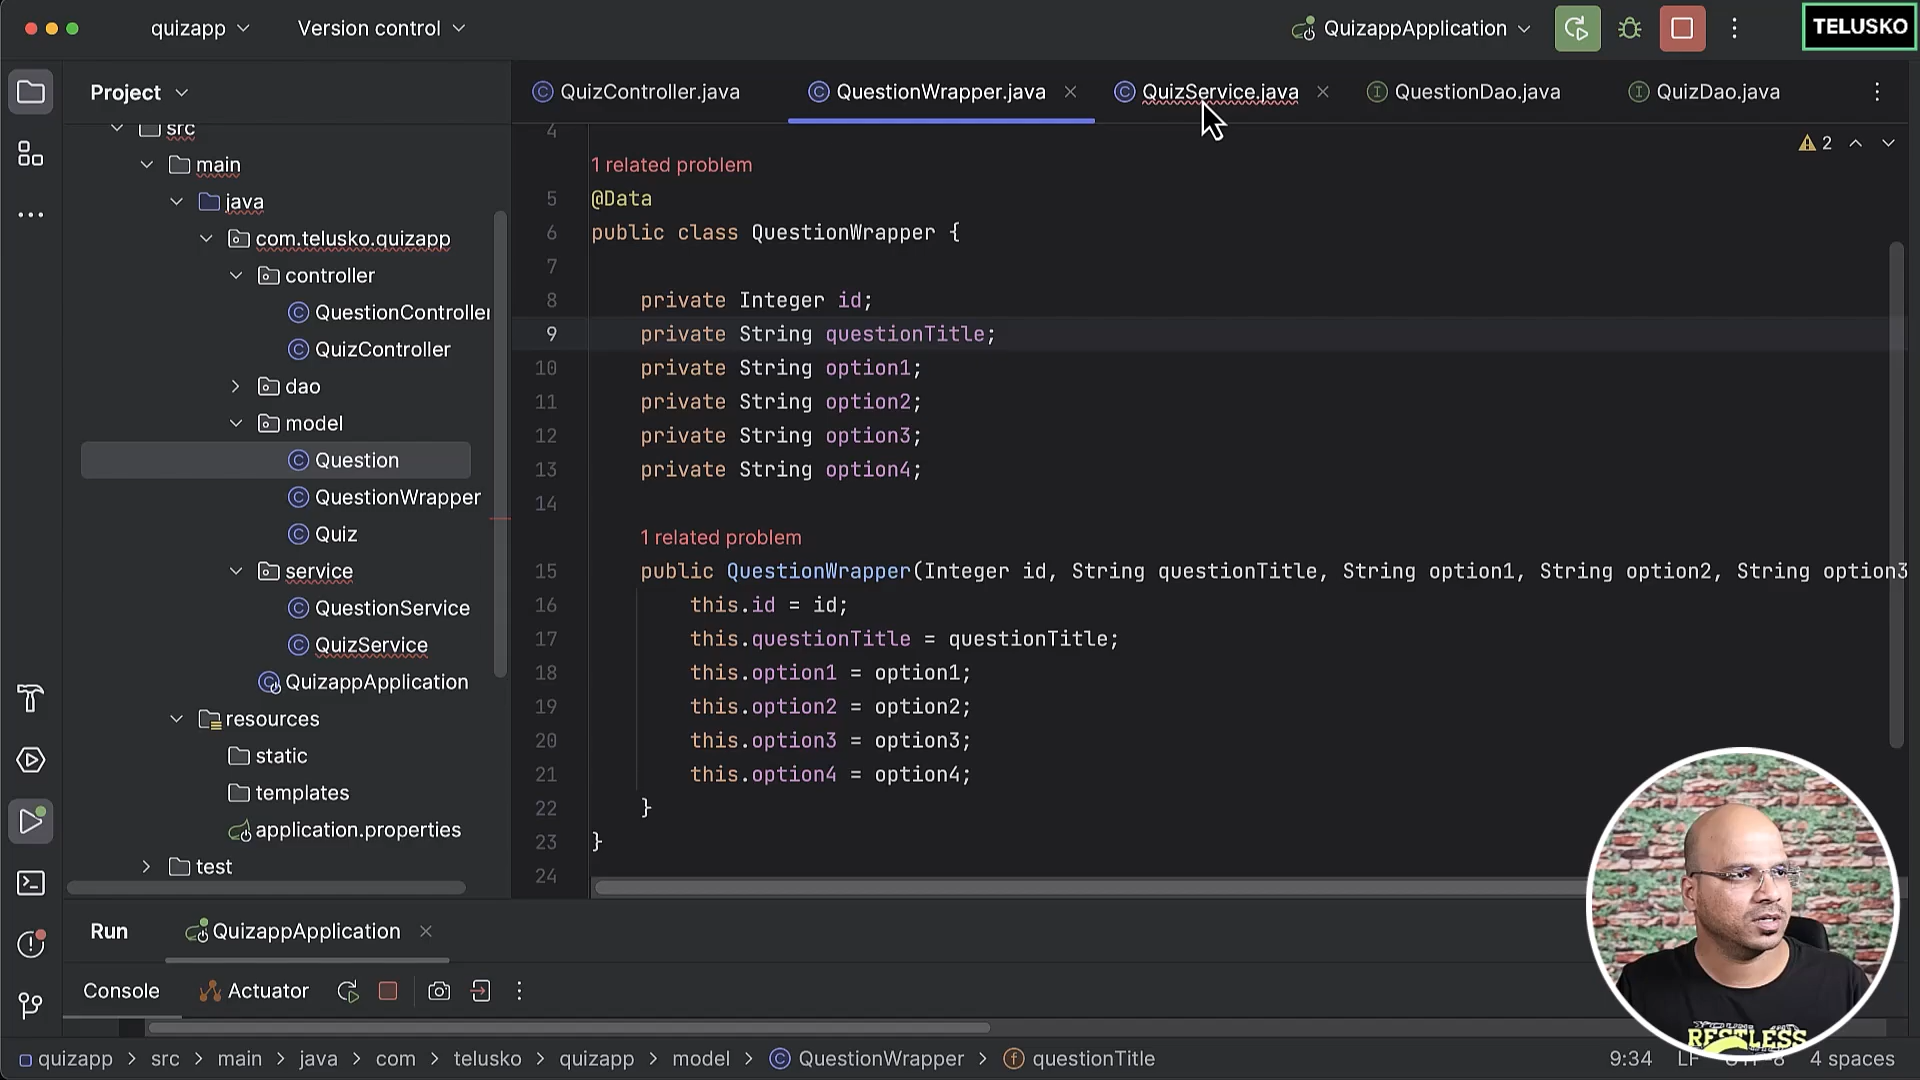 quizapp
Version control
QuizappApplication
TELUSKO
Project
QuizController.java
QuestionWrapper.java
QuizService.java
QuestionDao.java
QuizDao.java
src
main
java
com.telusko.quizapp
controller
QuestionController
QuizController
dao
model
Question
QuestionWrapper
Quiz
service
QuestionService
QuizService
QuizappApplication
resources
static
templates
application.properties
test
2
4
1 related problem
5 @Data
6 public class QuestionWrapper {
7
8 private Integer id;
9 private String questionTitle;
10 private String option1;
11 private String option2;
12 private String option3;
13 private String option4;
14
1 related problem
15 public QuestionWrapper(Integer id, String questionTitle, String option1, String option2, String option3
16 this.id = id;
17 this.questionTitle = questionTitle;
18 this.option1 = option1;
19 this.option2 = option2;
20 this.option3 = option3;
21 this.option4 = option4;
22 }
23 }
24
Run
QuizappApplication
Console
Actuator
RESTLESS
quizapp > src > main > java > com > telusko > quizapp > model > QuestionWrapper > questionTitle
9:34 LF UTF-8 4 spaces